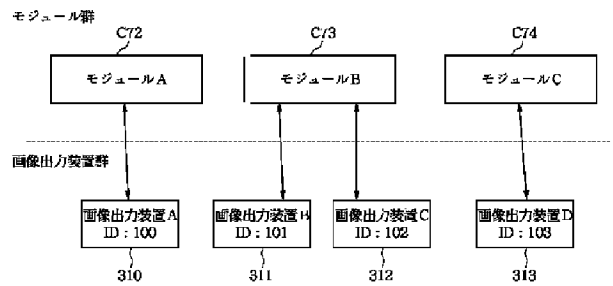 モジュール群
C72
C73
C74
モジュールA
モジュールB
モジュールC
画像出力装置群
画像出力装置A
ID：100
画像出力装置B
ID：101
画像出力装置C
ID：102
画像出力装置D
ID：103
310
311
312
313